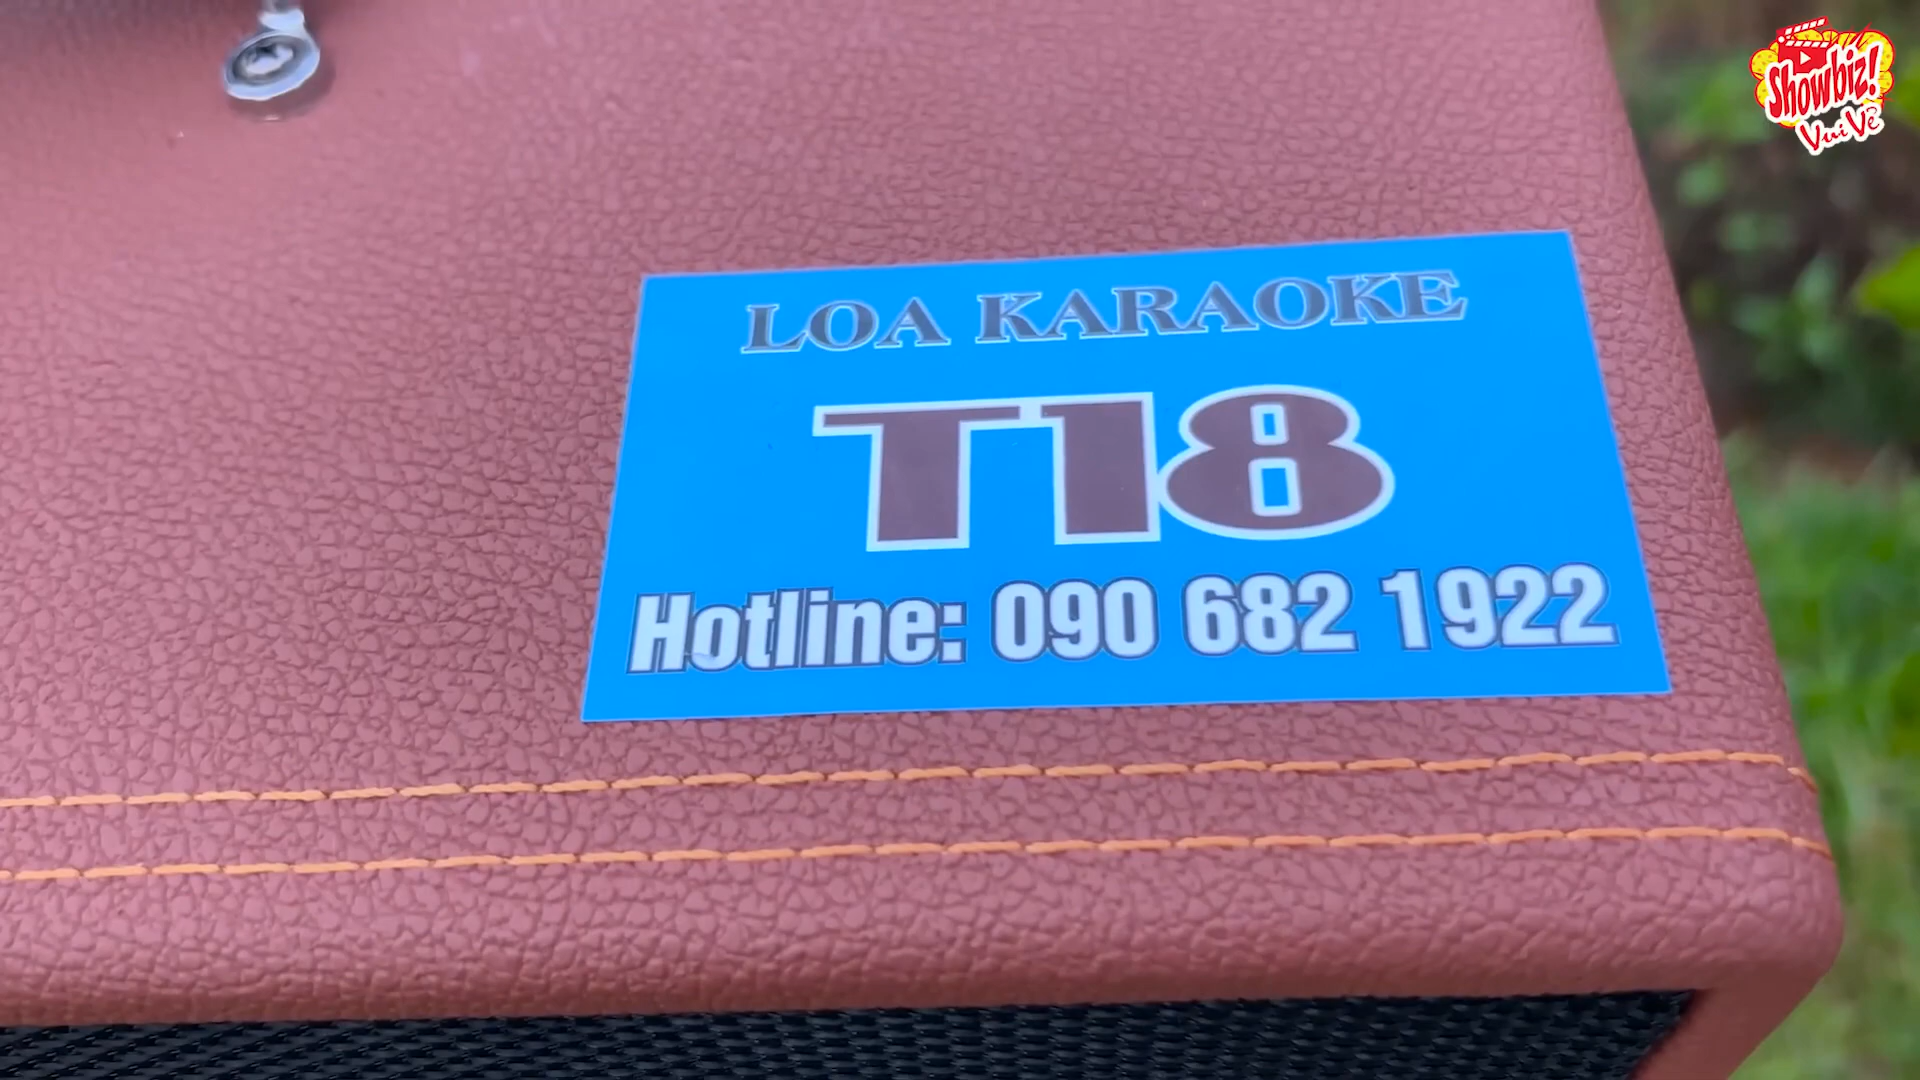 Showbiz!
Vui Vẻ
LOA KARAOKE
T18
Hotline: 090 682 1922